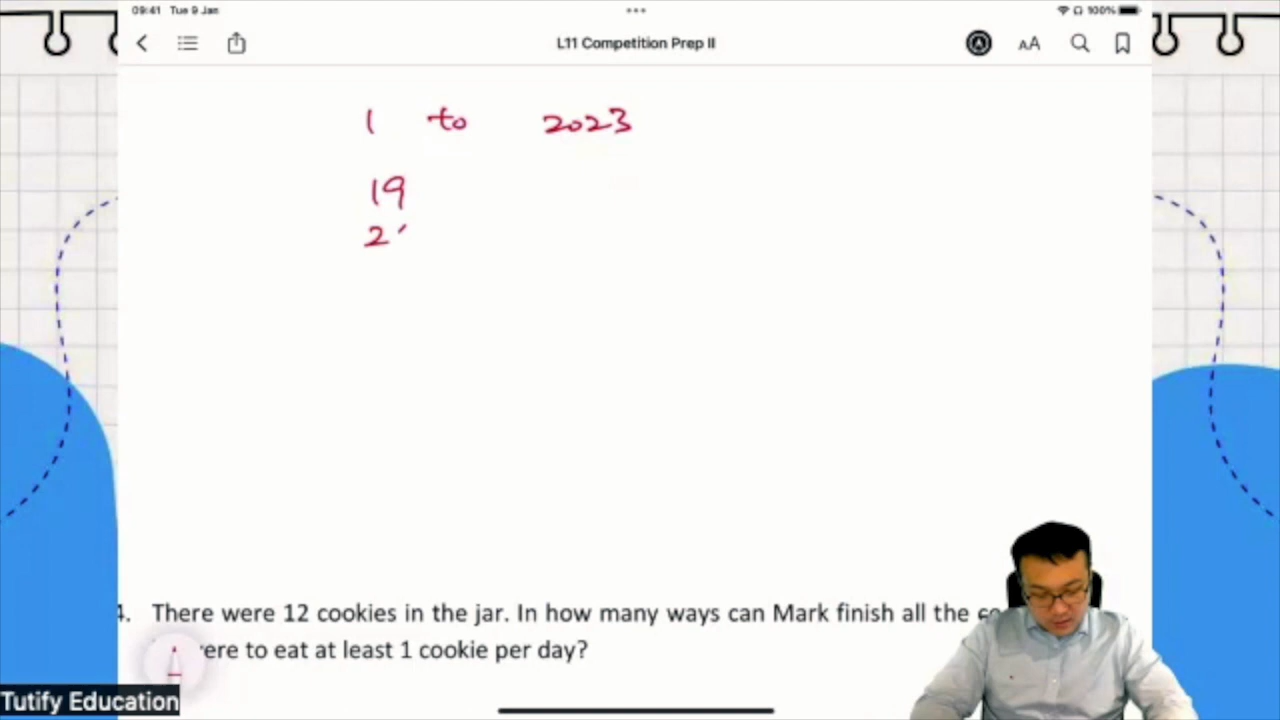 09:41 Tue 9 Jan
100%
L11 Competition Prep II
AA
1 to 2023
19
2
4. There were 12 cookies in the jar. In how many ways can Mark finish all the
were to eat at least 1 cookie per day?
Tutify Education